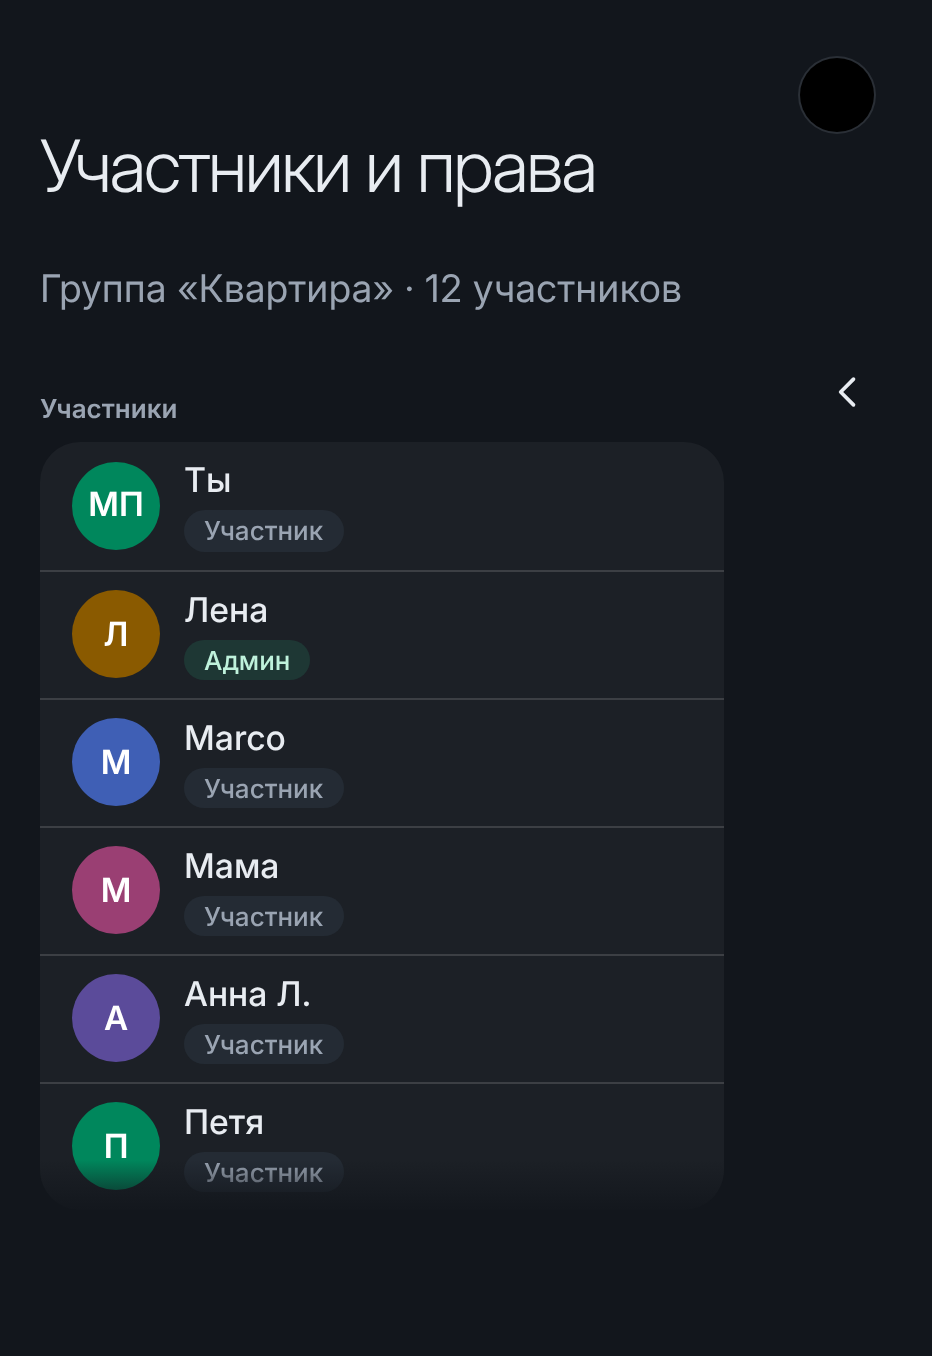 Участники и права
Группа «Квартира» · 12 участников
Участники
МП
Ты
Участник
Л
Лена
Админ
M
Marco
Участник
М
Мама
Участник
А
Анна Л.
Участник
П
Петя
Участник